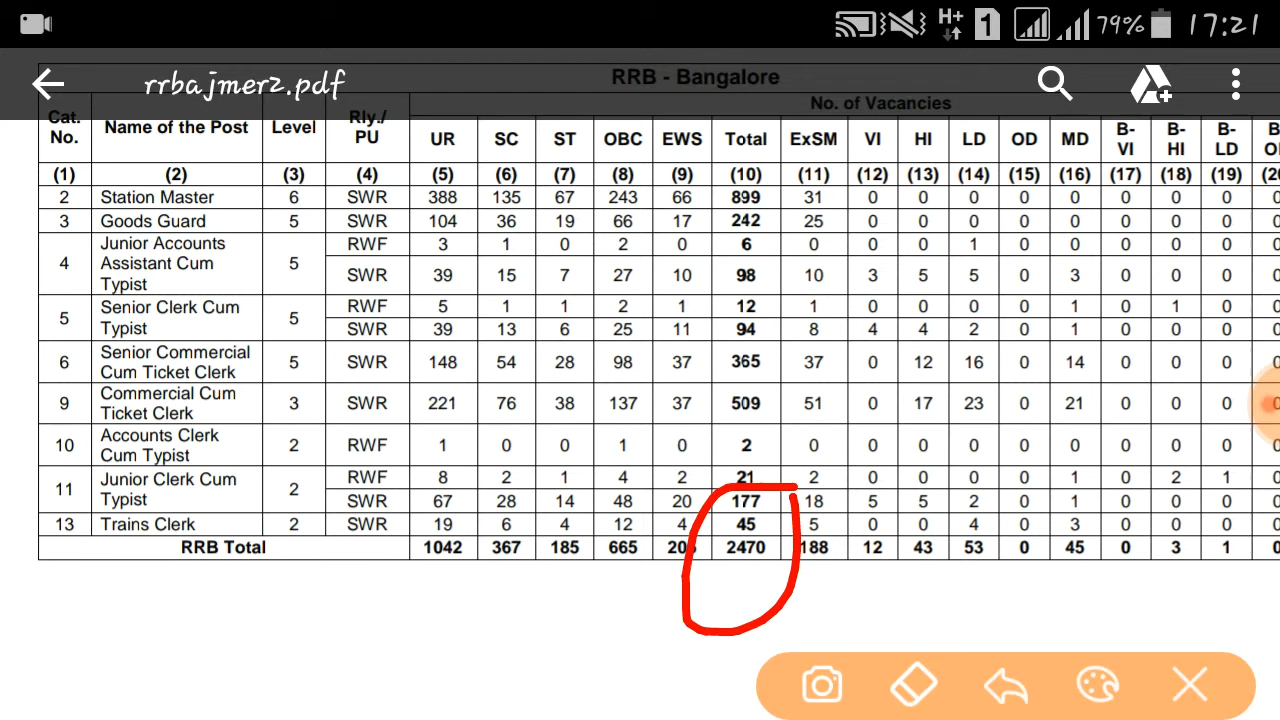 H+ 1 79% 17:21
rrbajmerz.pdf
RRB - Bangalore
No. of Vacancies
Cat. No. Name of the Post Level Rly./ PU UR SC ST OBC EWS Total ExSM VI HI LD OD MD B-VI B-HI B-LD
(1) (2) (3) (4) (5) (6) (7) (8) (9) (10) (11) (12) (13) (14) (15) (16) (17) (18) (19)
2 Station Master 6 SWR 388 135 67 243 66 899 31 0 0 0 0 0 0 0 0 0
3 Goods Guard 5 SWR 104 36 19 66 17 242 25 0 0 0 0 0 0 0 0 0
4 Junior Accounts Assistant Cum Typist 5 RWF 3 1 0 2 0 6 0 0 0 1 0 0 0 0 0 0
SWR 39 15 7 27 10 98 10 3 5 5 0 3 0 0 0 0
5 Senior Clerk Cum Typist 5 RWF 5 1 1 2 1 12 1 0 0 0 0 1 0 1 0 0
SWR 39 13 6 25 11 94 8 4 4 2 0 1 0 0 0 0
6 Senior Commercial Cum Ticket Clerk 5 SWR 148 54 28 98 37 365 37 0 12 16 0 14 0 0 0 0
9 Commercial Cum Ticket Clerk 3 SWR 221 76 38 137 37 509 51 0 17 23 0 21 0 0 0 0
10 Accounts Clerk Cum Typist 2 RWF 1 0 0 1 0 2 0 0 0 0 0 0 0 0 0 0
11 Junior Clerk Cum Typist 2 RWF 8 2 1 4 2 21 2 0 0 0 0 1 0 2 1 0
SWR 67 28 14 48 20 177 18 5 5 2 0 1 0 0 0 0
13 Trains Clerk 2 SWR 19 6 4 12 4 45 5 0 0 4 0 3 0 0 0 0
RRB Total 1042 367 185 665 2470 188 12 43 53 0 45 0 3 1 0